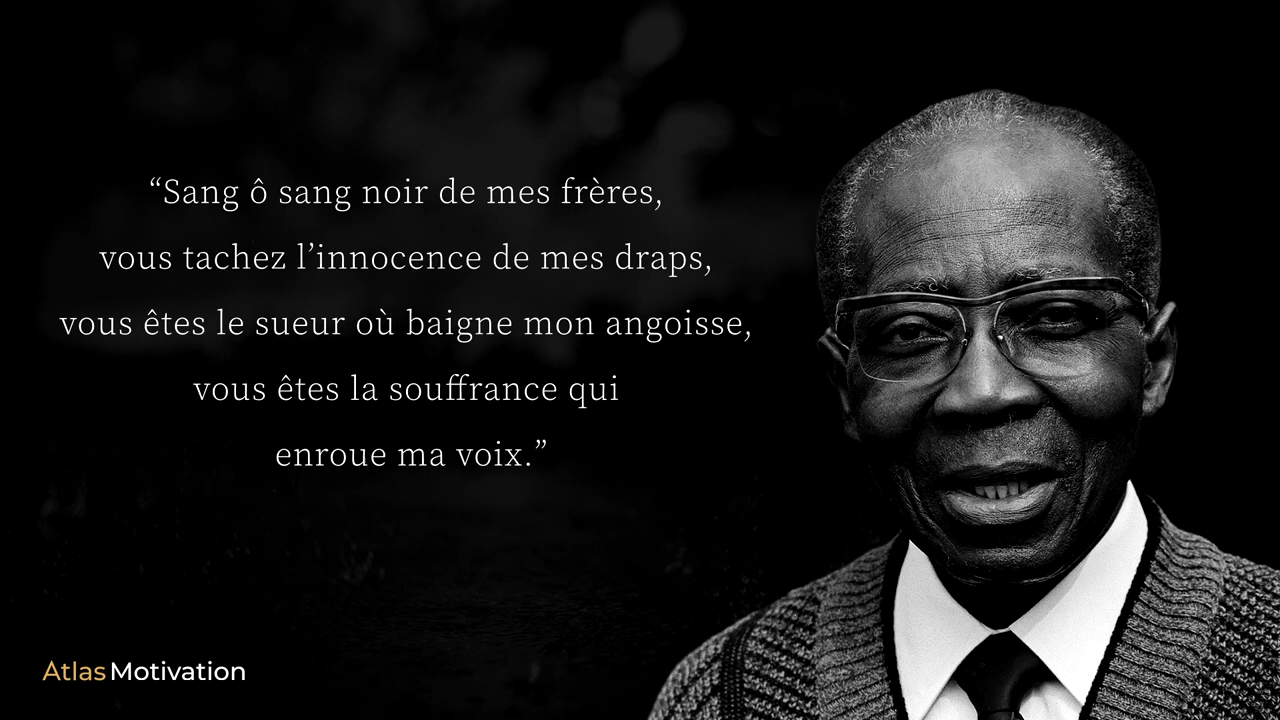 “Sang ô sang noir de mes frères,
vous tachez l’innocence de mes draps,
vous êtes le sueur où baigne mon angoisse,
vous êtes la souffrance qui
enroue ma voix.”
Atlas Motivation